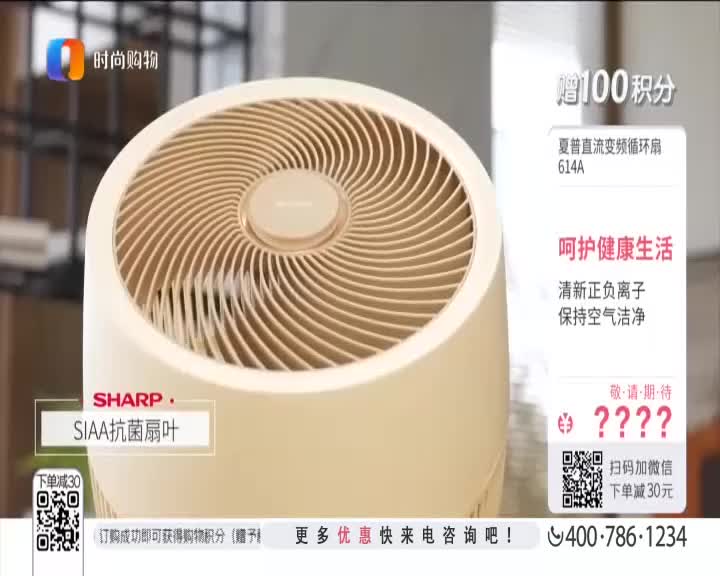 时尚购物
赠100积分
夏普直流变频循环扇
614A
呵护健康生活
清新正负离子
保持空气洁净
敬·请·期·待
¥ ????
SHARP
SIAA抗菌扇叶
扫码加微信
下单减30元
下单减30
订购成功即可获得购物积分（赠予
更多优惠快来电咨询吧！
400·786·1234